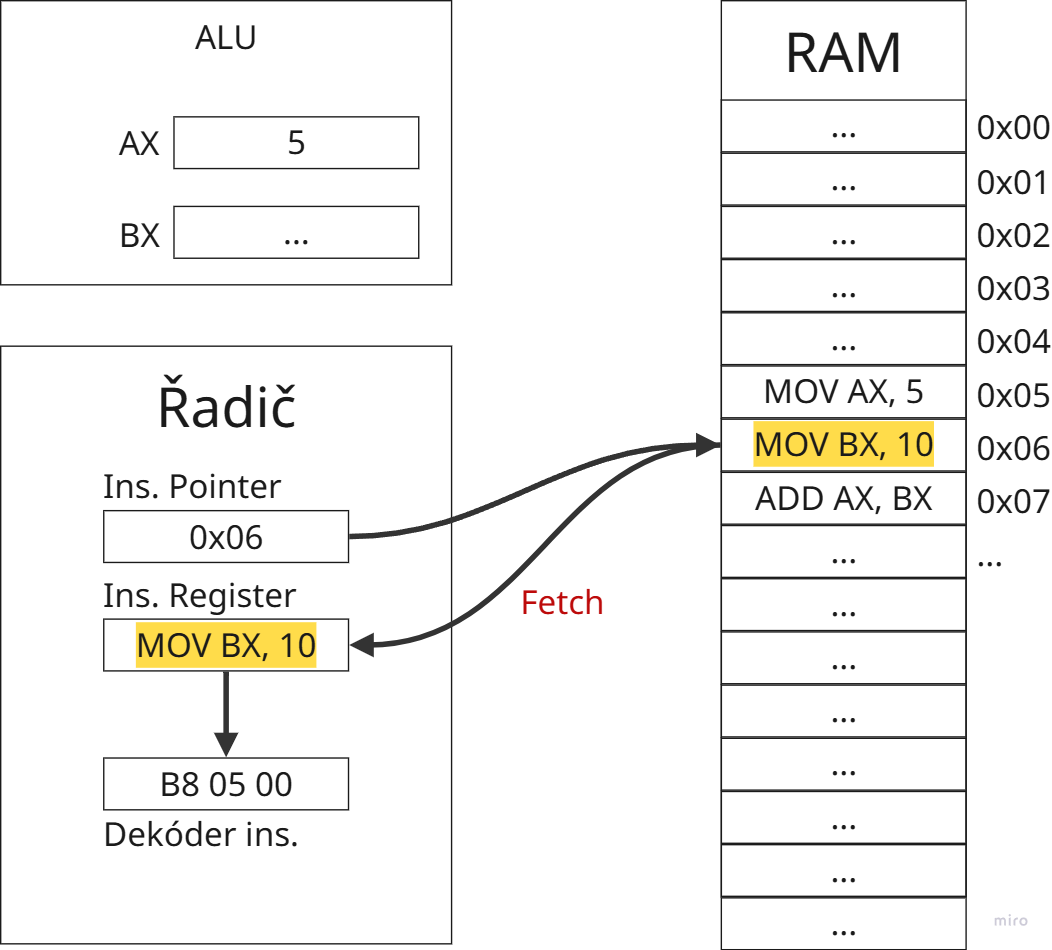 ALU
AX
5
BX
...
Řadič
Ins. Pointer
0x06
Ins. Register
MOV BX, 10
B8 05 00
Dekóder ins.
Fetch
RAM
... 0x00
... 0x01
... 0x02
... 0x03
... 0x04
MOV AX, 5 0x05
MOV BX, 10 0x06
ADD AX, BX 0x07
... ...
...
...
...
...
...
...
...
miro